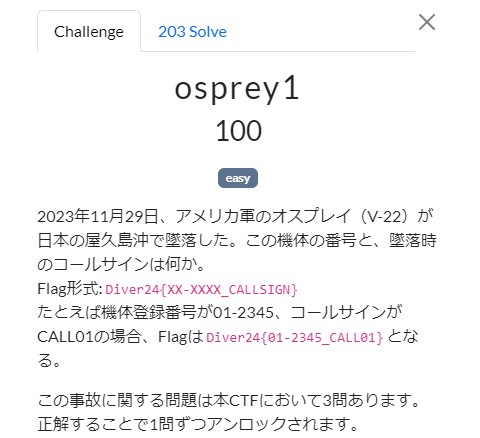 Challenge
203 Solve
osprey1
100
easy
2023年11月29日、アメリカ軍のオスプレイ（V-22）が
日本の屋久島沖で墜落した。この機体の番号と、墜落時
のコールサインは何か。
Flag形式: Diver24{XX-XXXX_CALLSIGN}
たとえば機体登録番号が01-2345、コールサインが
CALL01の場合、Flagは Diver24{01-2345_CALL01} とな
る。
この事故に関する問題は本CTFにおいて3問あります。
正解することで1問ずつアンロックされます。